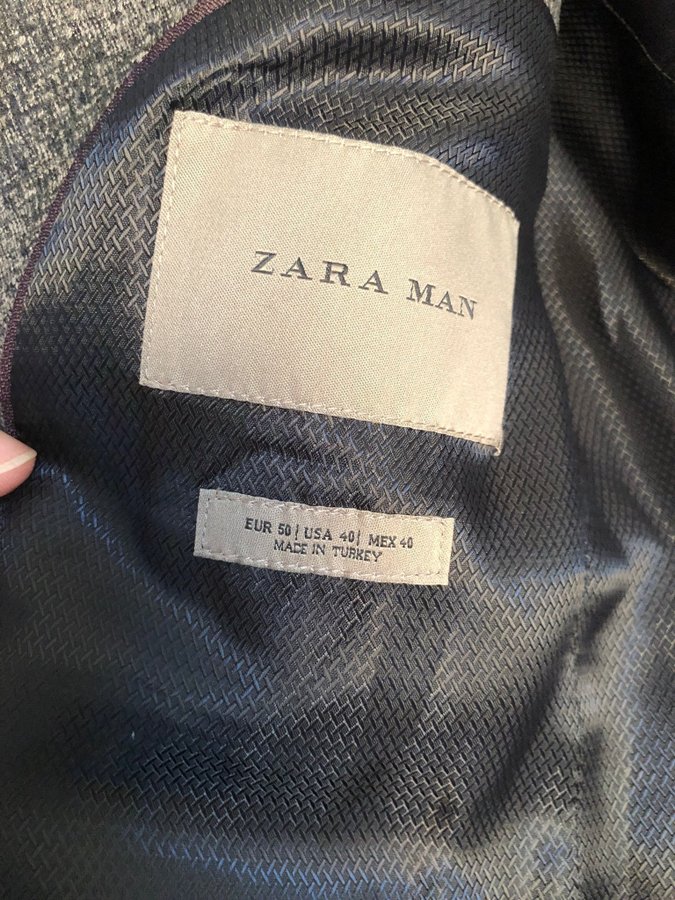 ZARA MAN
EUR 50 | USA 40 | MEX 40
MADE IN TURKEY